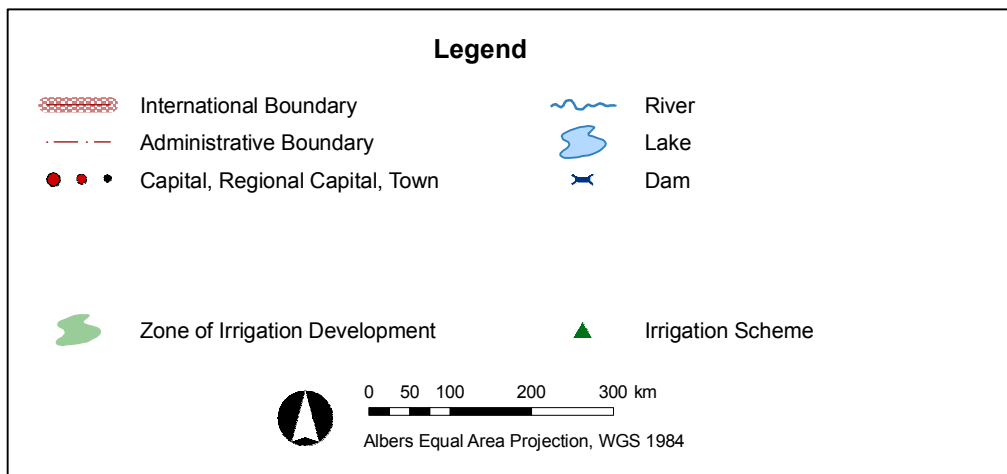 Legend
International Boundary
River
Administrative Boundary
Lake
Capital, Regional Capital, Town
Dam
Zone of Irrigation Development
Irrigation Scheme
0 50 100 200 300 km
Albers Equal Area Projection, WGS 1984